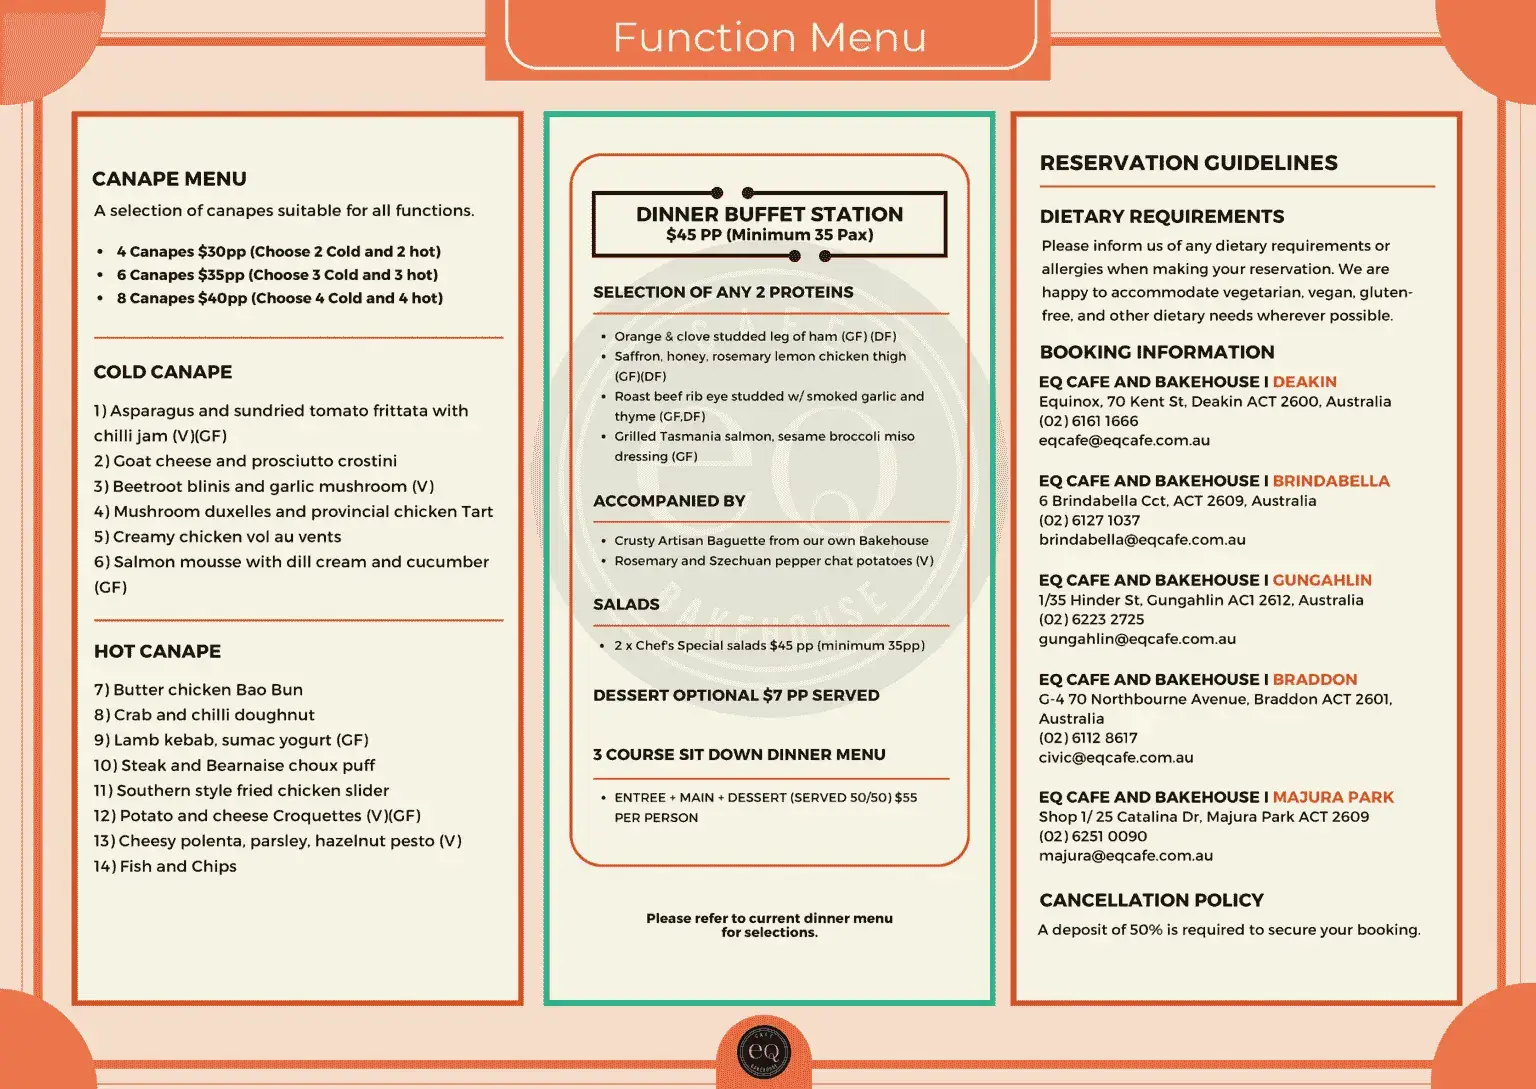 Function Menu
CANAPE MENU
A selection of canapes suitable for all functions.
• 4 Canapes $30pp (Choose 2 Cold and 2 hot)
• 6 Canapes $35pp (Choose 3 Cold and 3 hot)
• 8 Canapes $40pp (Choose 4 Cold and 4 hot)
COLD CANAPE
1) Asparagus and sundried tomato frittata with
chilli jam (V)(GF)
2) Goat cheese and prosciutto crostini
3) Beetroot blinis and garlic mushroom (V)
4) Mushroom duxelles and provincial chicken Tart
5) Creamy chicken vol au vents
6) Salmon mousse with dill cream and cucumber
(GF)
HOT CANAPE
7) Butter chicken Bao Bun
8) Crab and chilli doughnut
9) Lamb kebab, sumac yogurt (GF)
10) Steak and Bearnaise choux puff
11) Southern style fried chicken slider
12) Potato and cheese Croquettes (V)(GF)
13) Cheesy polenta, parsley, hazelnut pesto (V)
14) Fish and Chips
DINNER BUFFET STATION
$45 PP (Minimum 35 Pax)
SELECTION OF ANY 2 PROTEINS
• Orange & clove studded leg of ham (GF) (DF)
• Saffron, honey, rosemary lemon chicken thigh
(GF)(DF)
• Roast beef rib eye studded w/ smoked garlic and
thyme (GF,DF)
• Grilled Tasmania salmon, sesame broccoli miso
dressing (GF)
ACCOMPANIED BY
• Crusty Artisan Baguette from our own Bakehouse
• Rosemary and Szechuan pepper chat potatoes (V)
SALADS
• 2 x Chef's Special salads $45 pp (minimum 35pp)
DESSERT OPTIONAL $7 PP SERVED
3 COURSE SIT DOWN DINNER MENU
• ENTREE + MAIN + DESSERT (SERVED 50/50) $55
PER PERSON
CAFE
eQ
BAKEHOUSE
Please refer to current dinner menu
for selections.
RESERVATION GUIDELINES
DIETARY REQUIREMENTS
Please inform us of any dietary requirements or
allergies when making your reservation. We are
happy to accommodate vegetarian, vegan, gluten-
free, and other dietary needs wherever possible.
BOOKING INFORMATION
EQ CAFE AND BAKEHOUSE I DEAKIN
Equinox, 70 Kent St, Deakin ACT 2600, Australia
(02) 6161 1666
eqcafe@eqcafe.com.au
EQ CAFE AND BAKEHOUSE I BRINDABELLA
6 Brindabella Cct, ACT 2609, Australia
(02) 6127 1037
brindabella@eqcafe.com.au
EQ CAFE AND BAKEHOUSE I GUNGAHLIN
1/35 Hinder St, Gungahlin AC1 2612, Australia
(02) 6223 2725
gungahlin@eqcafe.com.au
EQ CAFE AND BAKEHOUSE I BRADDON
G-4 70 Northbourne Avenue, Braddon ACT 2601,
Australia
(02) 6112 8617
civic@eqcafe.com.au
EQ CAFE AND BAKEHOUSE I MAJURA PARK
Shop 1/ 25 Catalina Dr, Majura Park ACT 2609
(02) 6251 0090
majura@eqcafe.com.au
CANCELLATION POLICY
A deposit of 50% is required to secure your booking.
CAFE
eQ
BAKEHOUSE